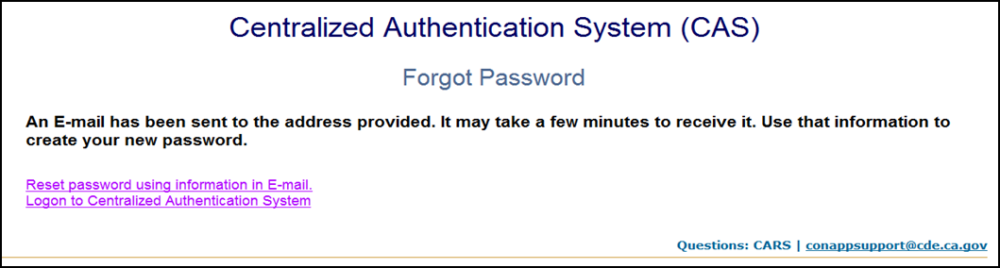 Centralized Authentication System (CAS)
Forgot Password
An E-mail has been sent to the address provided. It may take a few minutes to receive it. Use that information to
create your new password.
Reset password using information in E-mail.
Logon to Centralized Authentication System
Questions: CARS | conappsupport@cde.ca.gov